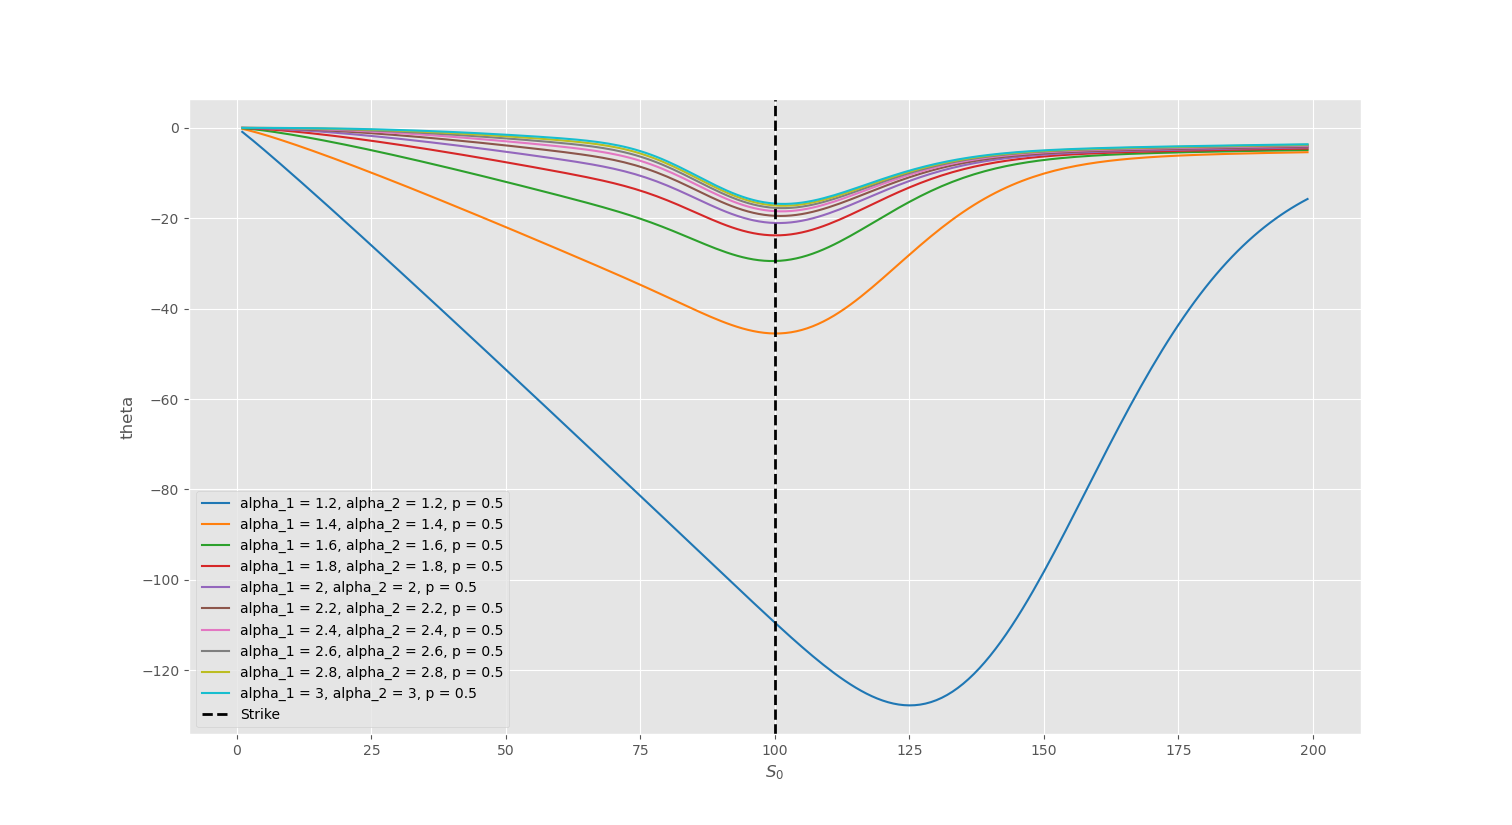 0
−20
−40
−60
−80
−100
−120
theta
alpha_1 = 1.2, alpha_2 = 1.2, p = 0.5
alpha_1 = 1.4, alpha_2 = 1.4, p = 0.5
alpha_1 = 1.6, alpha_2 = 1.6, p = 0.5
alpha_1 = 1.8, alpha_2 = 1.8, p = 0.5
alpha_1 = 2, alpha_2 = 2, p = 0.5
alpha_1 = 2.2, alpha_2 = 2.2, p = 0.5
alpha_1 = 2.4, alpha_2 = 2.4, p = 0.5
alpha_1 = 2.6, alpha_2 = 2.6, p = 0.5
alpha_1 = 2.8, alpha_2 = 2.8, p = 0.5
alpha_1 = 3, alpha_2 = 3, p = 0.5
Strike
0 25 50 75 100 125 150 175 200
S₀